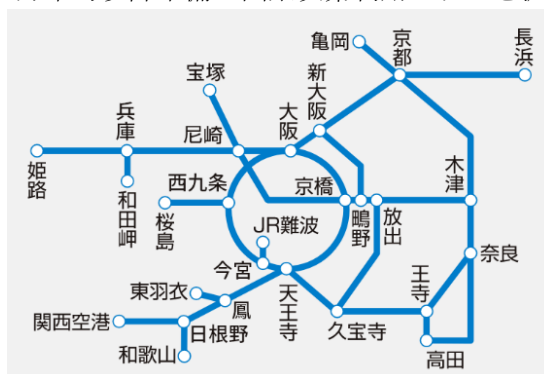 亀岡
京都
長浜
新大阪
宝塚
大阪
兵庫
尼崎
姫路
和田岬
西九条
桜島
京橋
鴫野
放出
木津
JR難波
今宮
天王寺
奈良
王寺
東羽衣
鳳
関西空港
日根野
久宝寺
和歌山
高田